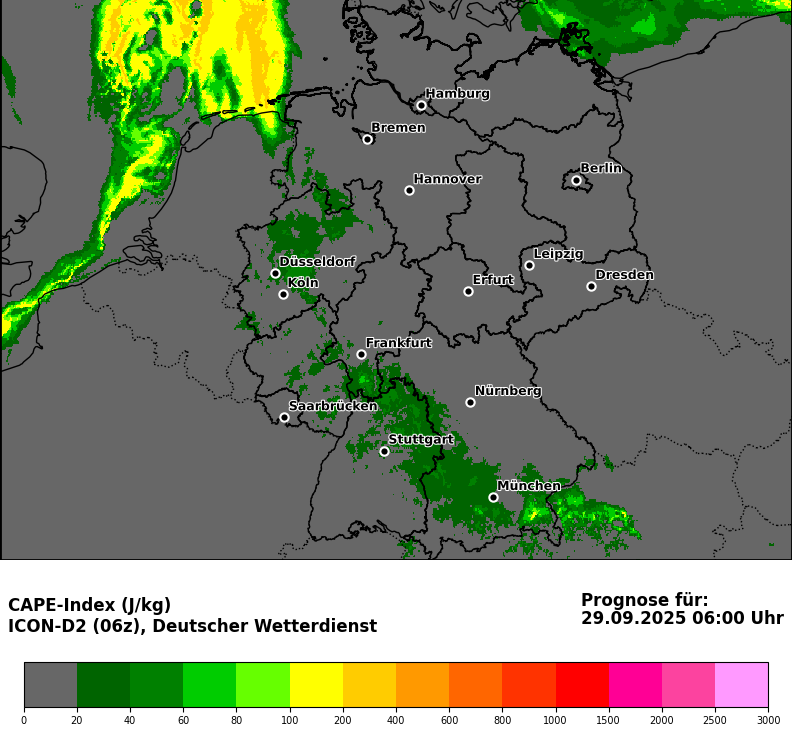 Hamburg
Bremen
Hannover
Berlin
Düsseldorf
Köln
Leipzig
Erfurt
Dresden
Frankfurt
Nürnberg
Saarbrücken
Stuttgart
München
CAPE-Index (J/kg)
ICON-D2 (06z), Deutscher Wetterdienst
Prognose für:
29.09.2025 06:00 Uhr
0 20 40 60 80 100 200 400 600 800 1000 1500 2000 2500 3000